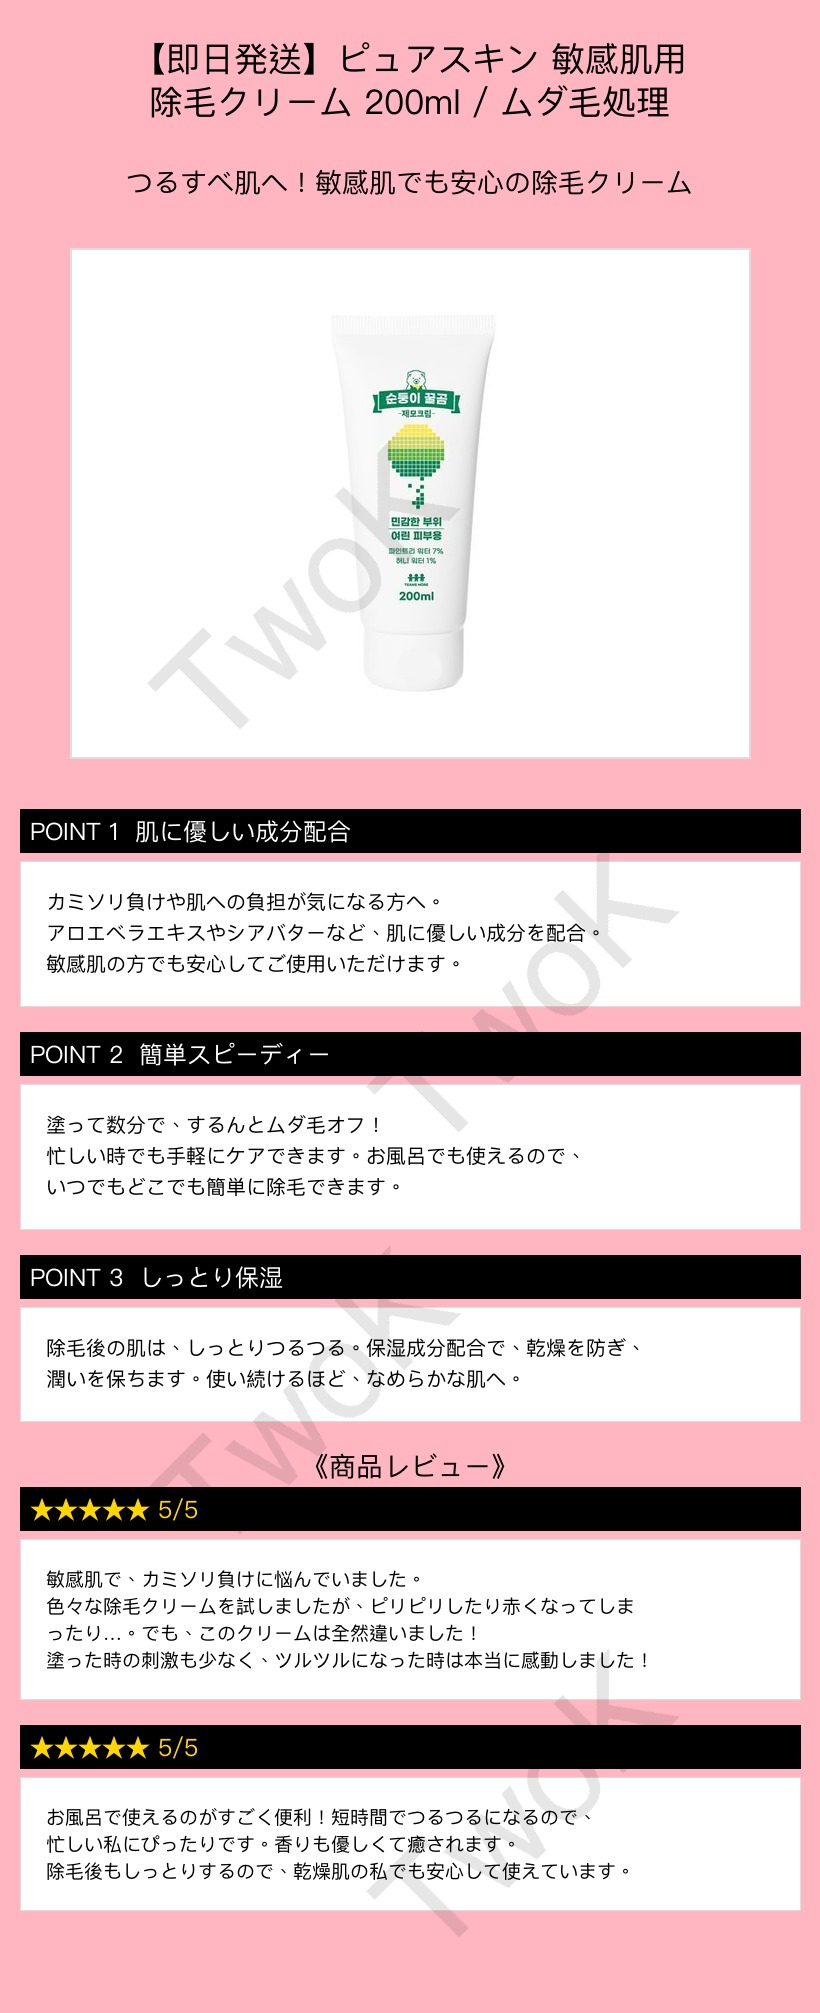 【即日発送】ピュアスキン 敏感肌用
除毛クリーム 200ml / ムダ毛処理
つるすべ肌へ！敏感肌でも安心の除毛クリーム
순둥이 꿀곰
-제모크림-
민감한 부위
여린 피부용
파인트리 워터 7%
허니 워터 1%
200ml
TwoK
POINT 1 肌に優しい成分配合
カミソリ負けや肌への負担が気になる方へ。
アロエベラエキスやシアバターなど、肌に優しい成分を配合。
敏感肌の方でも安心してご使用いただけます。
TwoK
POINT 2 簡単スピーディー
塗って数分で、するんとムダ毛オフ！
忙しい時でも手軽にケアできます。お風呂でも使えるので、
いつでもどこでも簡単に除毛できます。
POINT 3 しっとり保湿
除毛後の肌は、しっとりつるつる。保湿成分配合で、乾燥を防ぎ、
潤いを保ちます。使い続けるほど、なめらかな肌へ。
TwoK
《商品レビュー》
★★★★★ 5/5
敏感肌で、カミソリ負けに悩んでいました。
色々な除毛クリームを試しましたが、ピリピリしたり赤くなってしま
ったり…。でも、このクリームは全然違いました！
塗った時の刺激も少なく、ツルツルになった時は本当に感動しました！
★★★★★ 5/5
お風呂で使えるのがすごく便利！短時間でつるつるになるので、
忙しい私にぴったりです。香りも優しくて癒されます。
除毛後もしっとりするので、乾燥肌の私でも安心して使えています。
TwoK